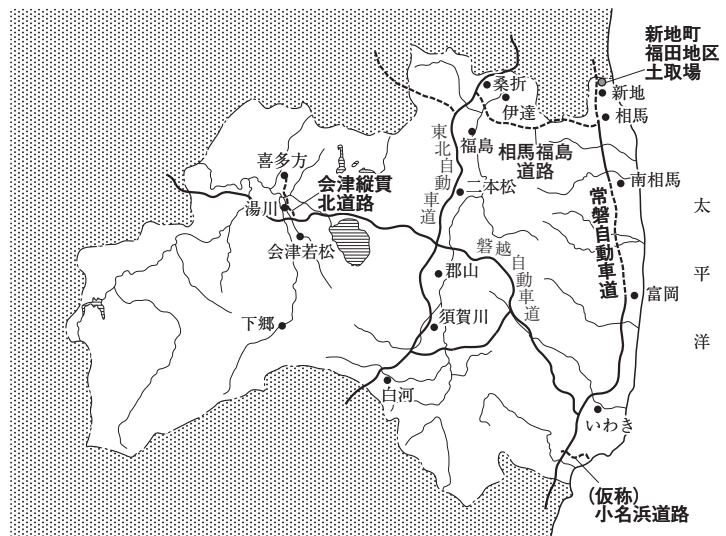 新地町
福田地区
土取場
新地
相馬
桑折
伊達
福島
相馬福島
道路
東北自動車道
喜多方
会津縦貫
北道路
湯川
会津若松
二本松
南相馬
常磐自動車道
太平洋
磐越自動車道
郡山
富岡
下郷
須賀川
白河
いわき
(仮称)
小名浜道路